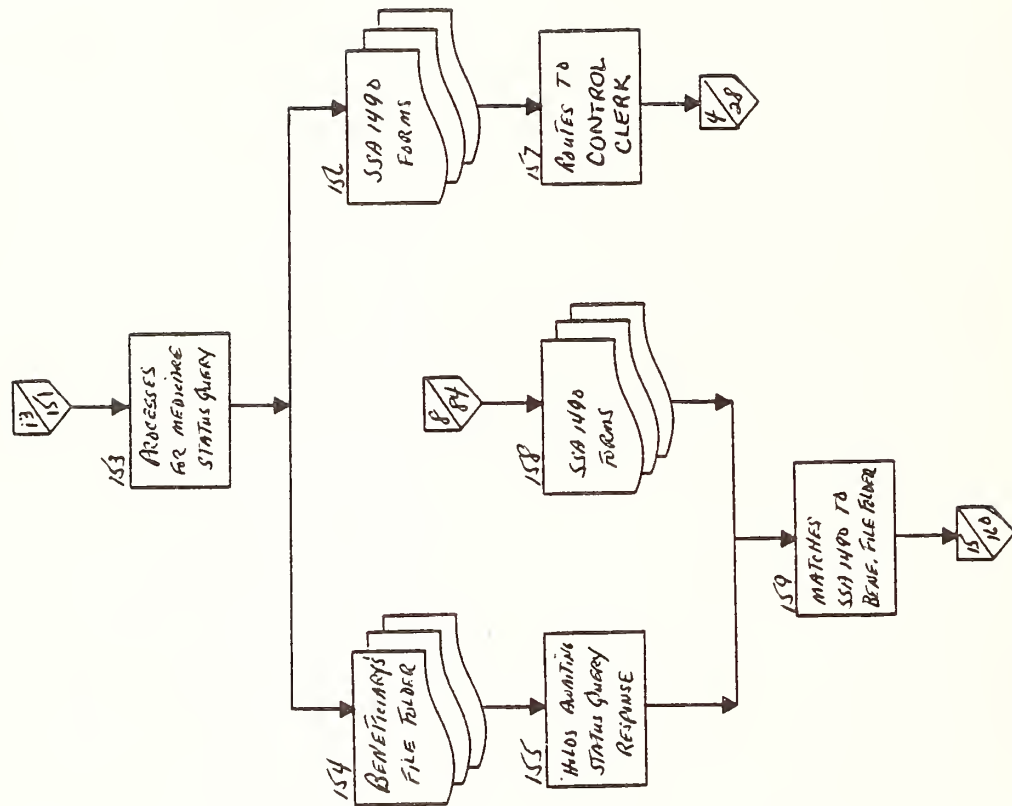 13/151
153
PROCESSES
FOR MEDICARE
STATUS QUERY
154
BENEFICIARY'S
FILE FOLDER
152
SSA 1490
FORMS
8/84
155
HOLDS AWAITING
STATUS QUERY
RESPONSE
158
SSA 1490
FORMS
157
ROUTES TO
CONTROL
CLERK
4/28
159
MATCHES
SSA 1490 TO
BENE. FILE FOLDER
15/160